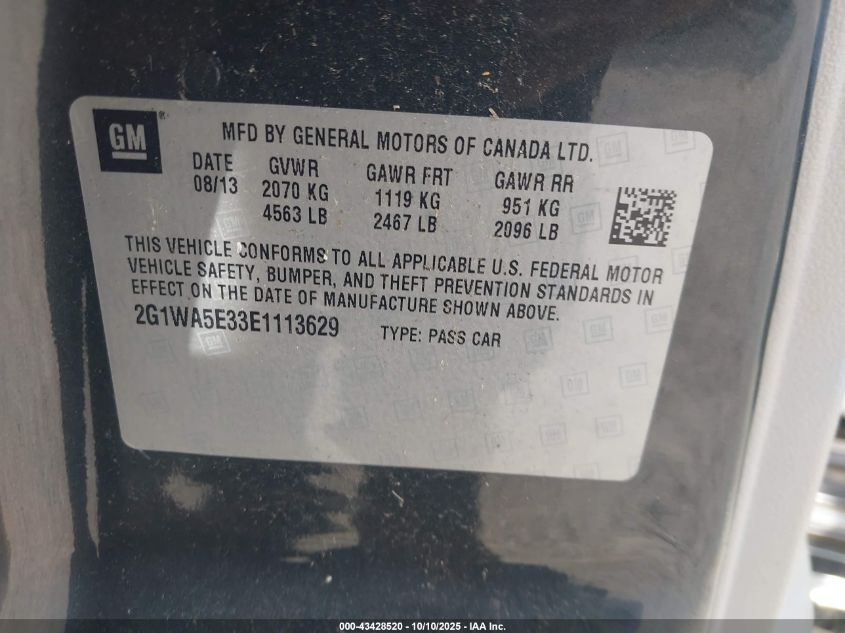 GM
MFD BY GENERAL MOTORS OF CANADA LTD.
DATE GVWR GAWR FRT GAWR RR
08/13 2070 KG 1119 KG 951 KG
4563 LB 2467 LB 2096 LB
THIS VEHICLE CONFORMS TO ALL APPLICABLE U.S. FEDERAL MOTOR
VEHICLE SAFETY, BUMPER, AND THEFT PREVENTION STANDARDS IN
EFFECT ON THE DATE OF MANUFACTURE SHOWN ABOVE.
2G1WA5E33E1113629 TYPE: PASS CAR
000-43428520 - 10/10/2025 - IAA Inc.